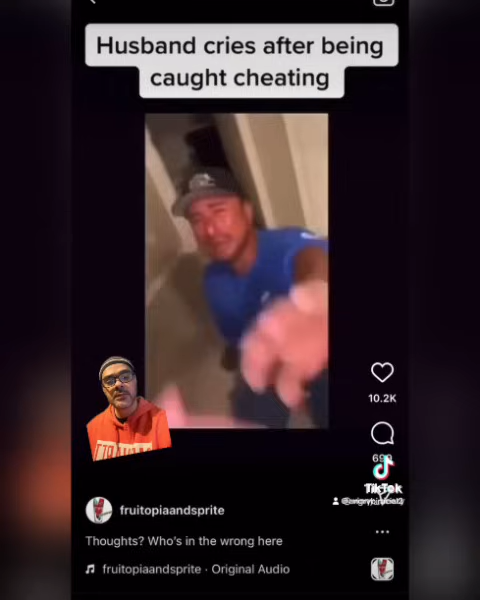 Husband cries after being
caught cheating
10.2K
TikTok
fruitopiaandsprite
Thoughts? Who's in the wrong here
fruitopiaandsprite · Original Audio